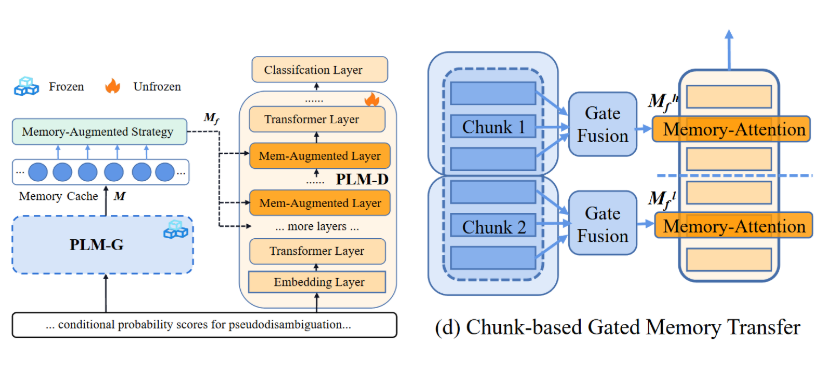 Frozen
Unfrozen
Memory-Augmented Strategy
M_f
...
...
Memory Cache M
PLM-G
Classifcation Layer
......
Transformer Layer
Mem-Augmented Layer
...... PLM-D
Mem-Augmented Layer
... more layers ...
Transformer Layer
Embedding Layer
... conditional probability scores for pseudodisambiguation...
Chunk 1
Gate
Fusion
M_f^h
Memory-Attention
Chunk 2
Gate
Fusion
M_f^l
Memory-Attention
(d) Chunk-based Gated Memory Transfer